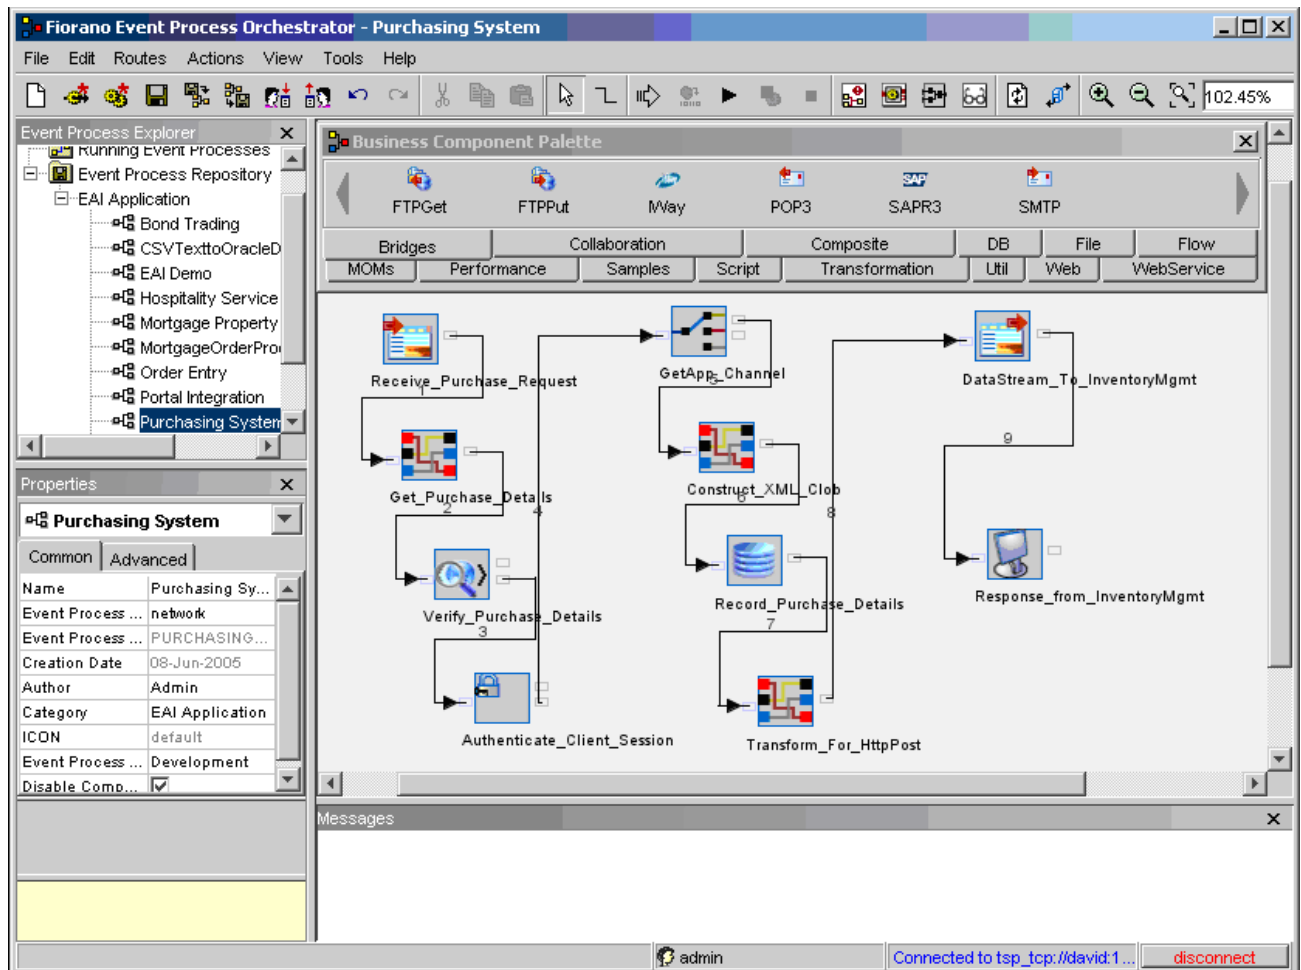 Fiorano Event Process Orchestrator - Purchasing System
File Edit Routes Actions View Tools Help
102.45%
Event Process Explorer
Running Event Processes
Event Process Repository
EAI Application
Bond Trading
CSVTexttoOracleD
EAI Demo
Hospitality Service
Mortgage Property
MortgageOrderPro
Order Entry
Portal Integration
Purchasing System
Business Component Palette
FTPGet FTPPut iWay POP3 SAPR3 SMTP
SAP
Bridges Collaboration Composite DB File Flow
MOMs Performance Samples Script Transformation Util Web WebService
Receive_Purchase_Request
1
Get_Purchase_Details
2
Verify_Purchase_Details
3
Authenticate_Client_Session
4
GetApp_Channel
5
Construct_XML_Clob
6
Record_Purchase_Details
7
Transform_For_HttpPost
8
DataStream_To_InventoryMgmt
9
Response_from_InventoryMgmt
Properties
Purchasing System
Common Advanced
Name Purchasing Sy...
Event Process ... network
Event Process ... PURCHASING...
Creation Date 08-Jun-2005
Author Admin
Category EAI Application
ICON default
Event Process ... Development
Disable Comp...
Messages
admin
Connected to tsp_tcp://david:1...
disconnect